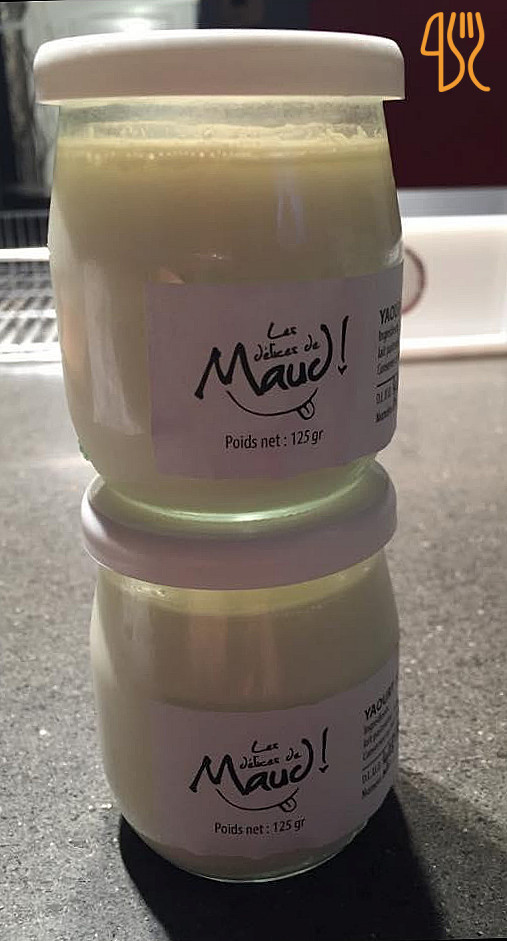 Les
délices de
Maud!
Poids net : 125 gr
YAOU
D.L.U.O
Les
délices de
Maud!
Poids net : 125 gr
YAOURT